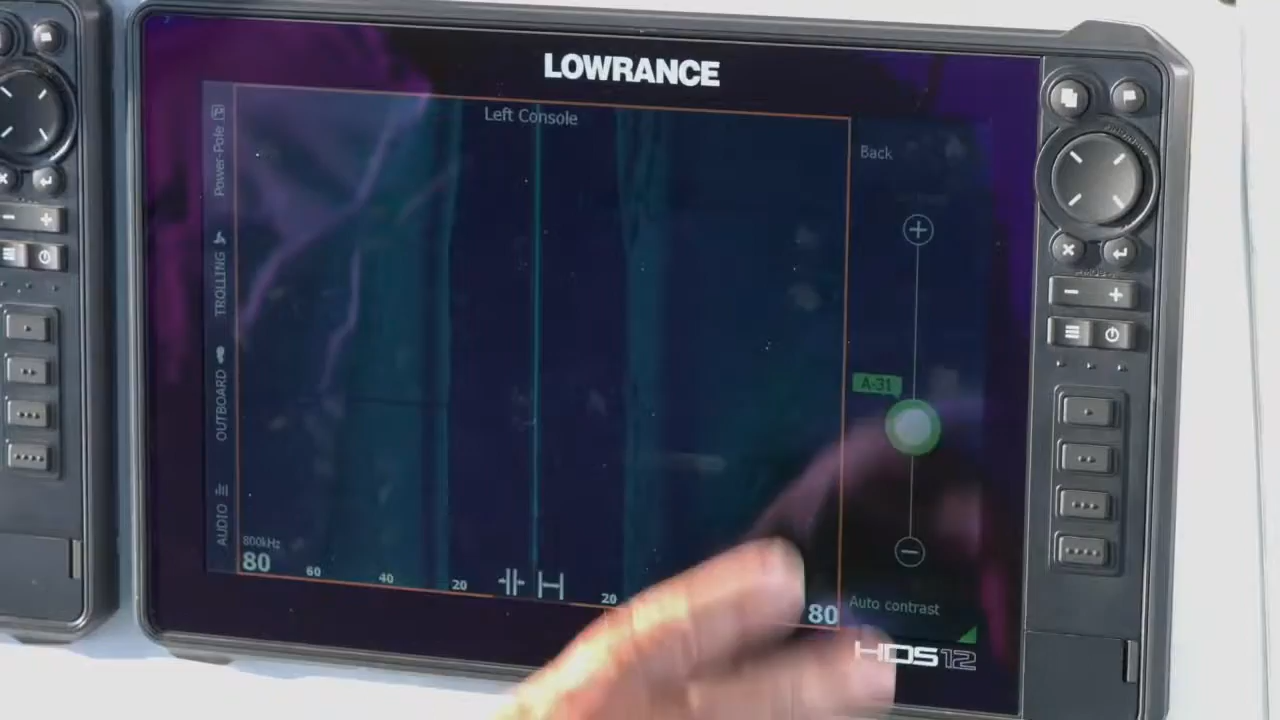 LOWRANCE
Left Console
Power-Pole
TROLLING
OUTBOARD
AUDIO
Back
A-31
Auto contrast
800kHz
80
60
40
20
20
80
HDS12